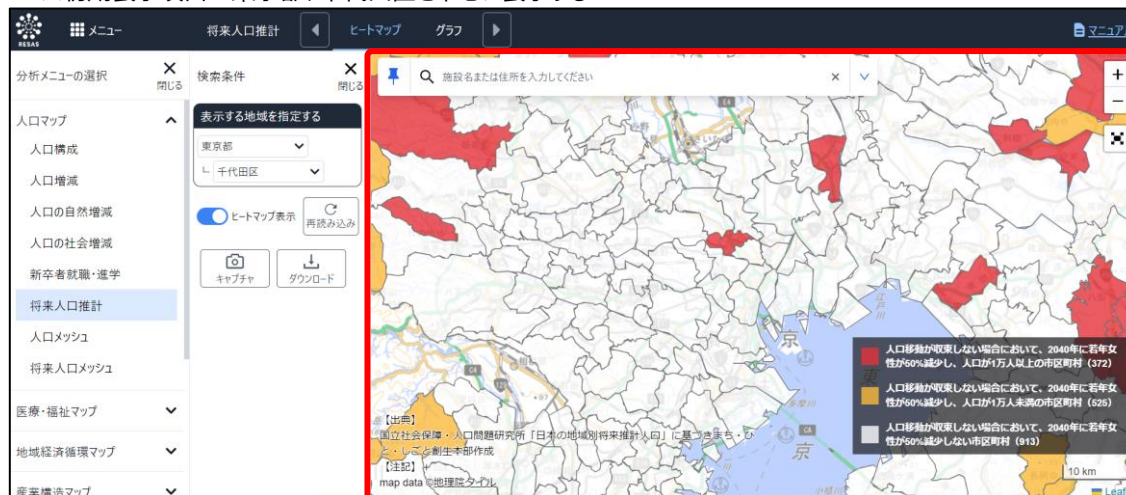 RESAS
メニュー
将来人口推計
ヒートマップ
グラフ
マニュアル
分析メニューの選択
閉じる
人口マップ
人口構成
人口増減
人口の自然増減
人口の社会増減
新卒者就職・進学
将来人口推計
人口メッシュ
将来人口メッシュ
医療・福祉マップ
地域経済循環マップ
産業構造マップ
検索条件
閉じる
表示する地域を指定する
東京都
千代田区
ヒートマップ表示
再読み込み
キャプチャ
ダウンロード
施設名または住所を入力してください
江戸川
京
東
多摩川
京
人口移動が収束しない場合において、2040年に若年女
性が50%減少し、人口が1万人以上の市区町村（372）
人口移動が収束しない場合において、2040年に若年女
性が50%減少し、人口が1万人未満の市区町村（525）
人口移動が収束しない場合において、2040年に若年女
性が50%減少しない市区町村（913）
【出典】
国立社会保障・人口問題研究所「日本の地域別将来推計人口」に基づきまち・ひ
と・しごと創生本部作成
【注記】+
map data ©地理院タイル
10 km
Leaf